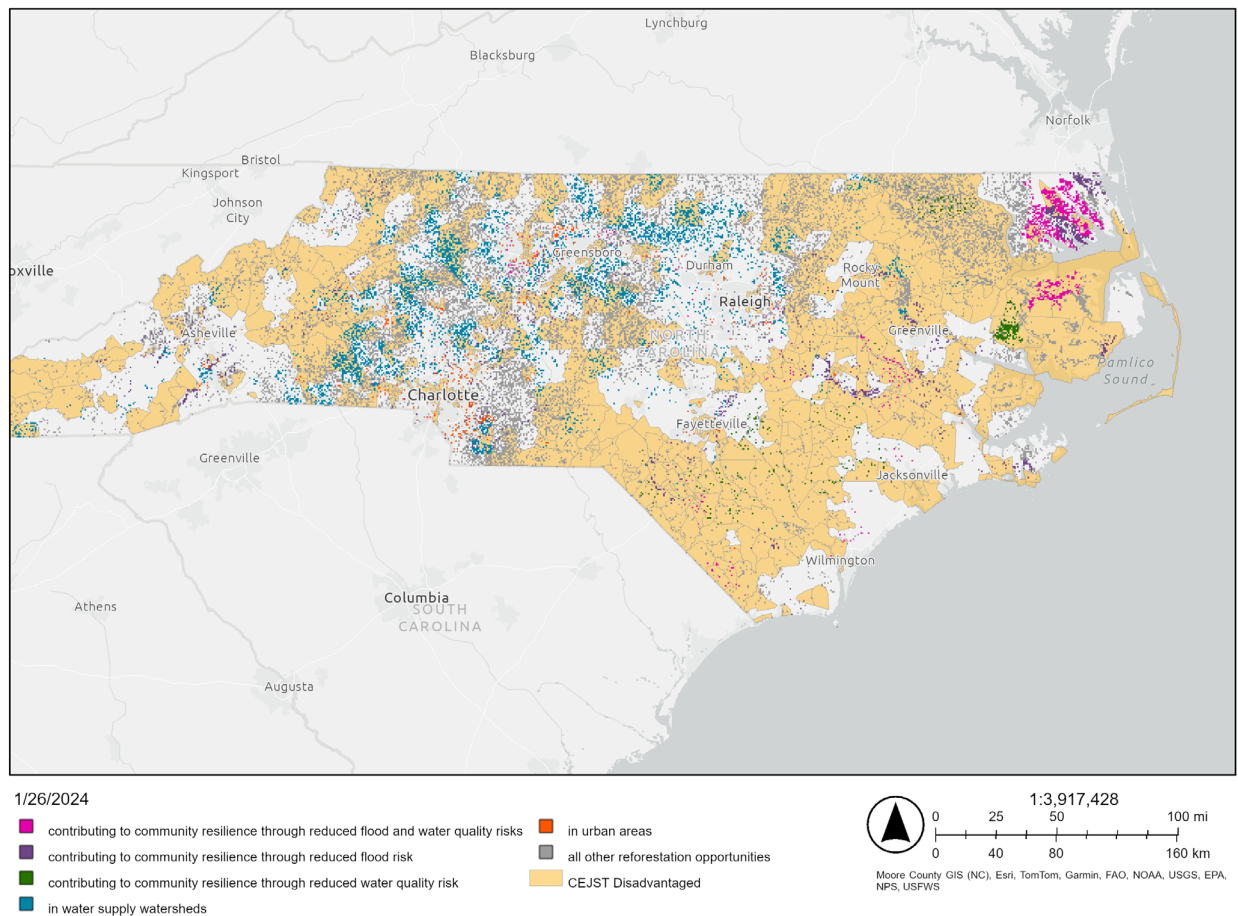 Lynchburg
Blacksburg
Norfolk
Bristol
Kingsport
Johnson
City
oxville
Greensboro
Durham
Rocky
Mount
Raleigh
Asheville
Greenville
NORTH
CAROLINA
Pamlico
Sound
Charlotte
Fayetteville
Greenville
Jacksonville
Wilmington
Columbia
SOUTH
CAROLINA
Athens
Augusta
1/26/2024
contributing to community resilience through reduced flood and water quality risks
contributing to community resilience through reduced flood risk
contributing to community resilience through reduced water quality risk
in water supply watersheds
in urban areas
all other reforestation opportunities
CEJST Disadvantaged
1:3,917,428
0 25 50 100 mi
0 40 80 160 km
Moore County GIS (NC), Esri, TomTom, Garmin, FAO, NOAA, USGS, EPA,
NPS, USFWS